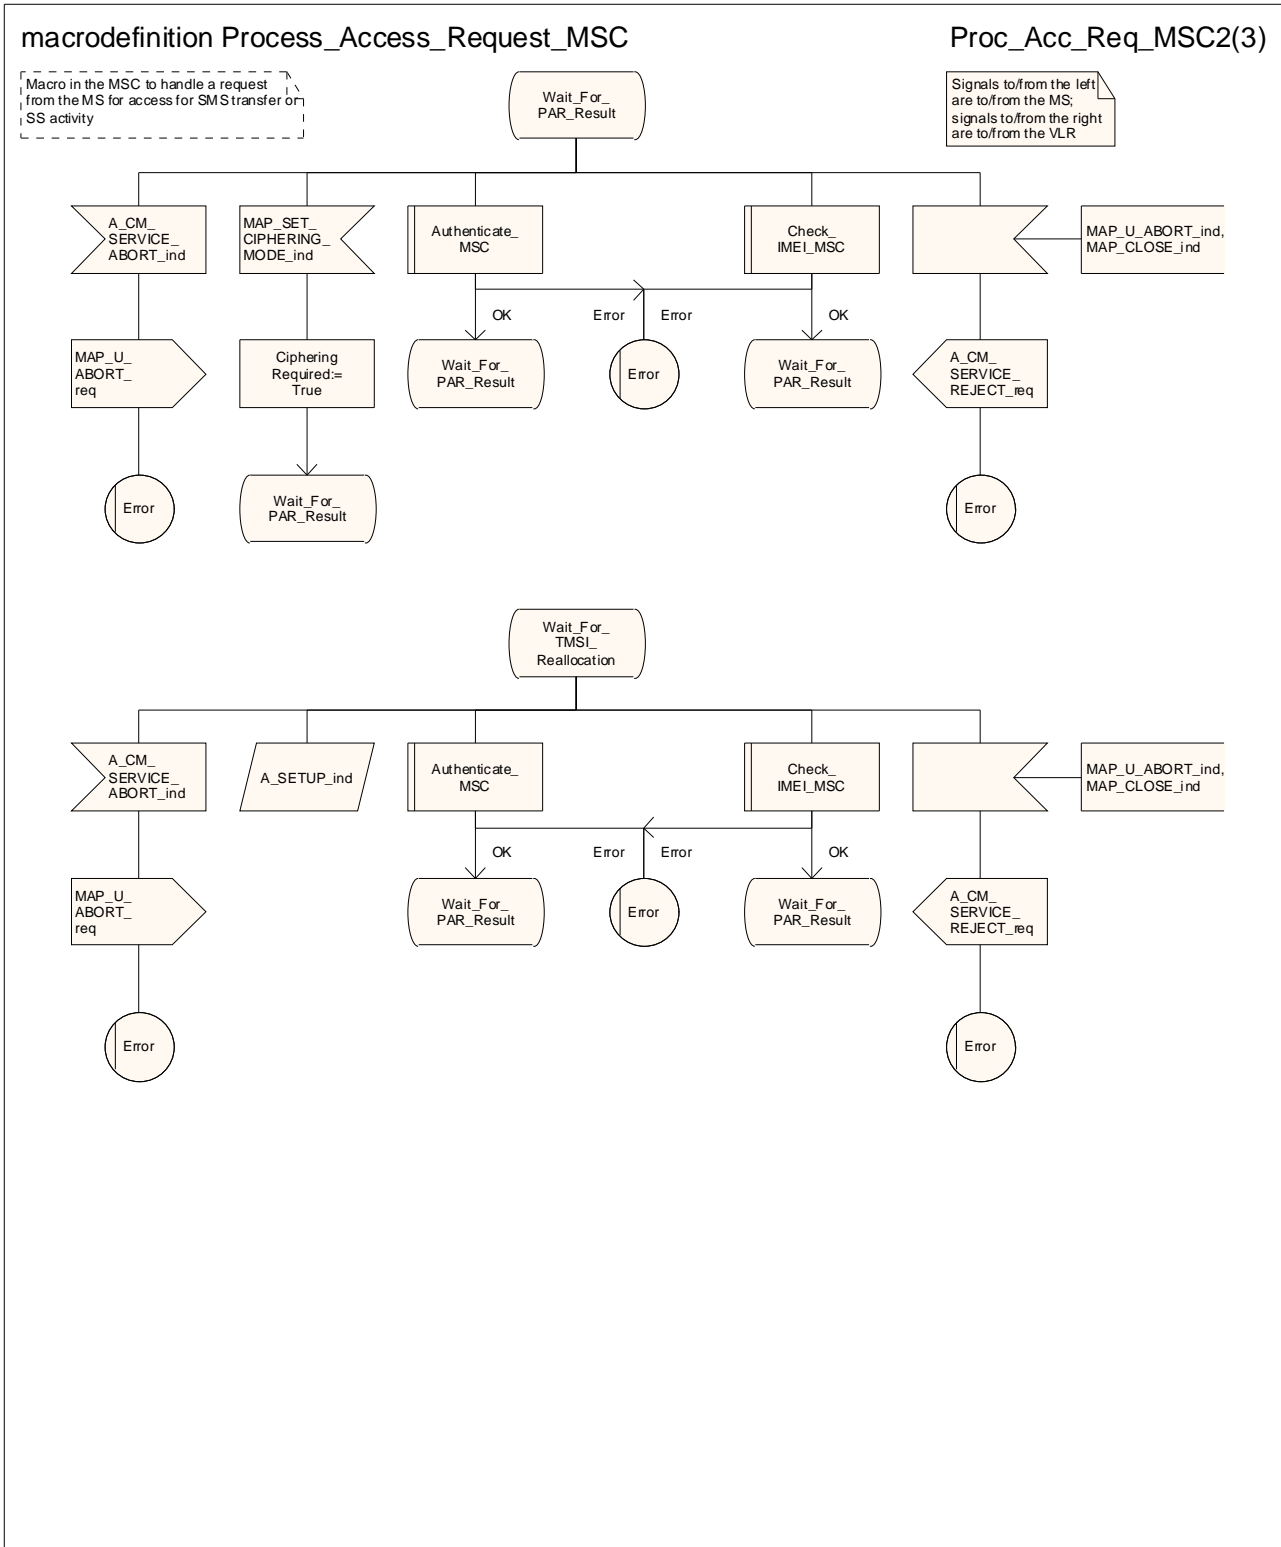 macrodefinition Process_Access_Request_MSC
Proc_Acc_Req_MSC2(3)
Macro in the MSC to handle a request
from the MS for access for SMS transfer or
SS activity
Wait_For_
PAR_Result
Signals to/from the left
are to/from the MS;
signals to/from the right
are to/from the VLR
A_CM_
SERVICE_
ABORT_ind
MAP_SET_
CIPHERING_
MODE_ind
Authenticate_
MSC
Check_
IMEI_MSC
MAP_U_ABORT_ind,
MAP_CLOSE_ind
OK
Error
Error
OK
MAP_U_
ABORT_
req
Ciphering
Required:=
True
Wait_For_
PAR_Result
Error
Wait_For_
PAR_Result
A_CM_
SERVICE_
REJECT_req
Error
Wait_For_
PAR_Result
Error
Wait_For_
TMSI_
Reallocation
A_CM_
SERVICE_
ABORT_ind
A_SETUP_ind
Authenticate_
MSC
Check_
IMEI_MSC
MAP_U_ABORT_ind,
MAP_CLOSE_ind
OK
Error
Error
OK
MAP_U_
ABORT_
req
Wait_For_
PAR_Result
Error
Wait_For_
PAR_Result
A_CM_
SERVICE_
REJECT_req
Error
Error